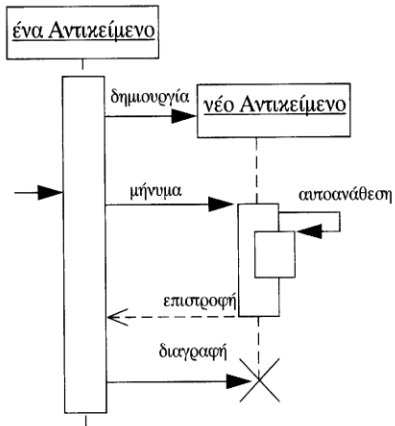 ένα Αντικείμενο
δημιουργία
νέο Αντικείμενο
μήνυμα
αυτοανάθεση
επιστροφή
διαγραφή